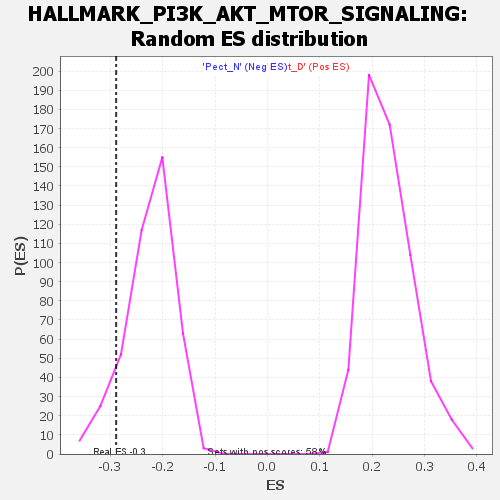 HALLMARK_PI3K_AKT_MTOR_SIGNALING:
Random ES distribution
'Pect_N' (Neg ES)t_D' (Pos ES)
200
190
180
170
160
150
140
130
120
110
100
90
80
70
60
50
40
30
20
10
0
P(ES)
Real ES -0.3
Sets with pos scores: 58%
-0.3 -0.2 -0.1 0.0 0.1 0.2 0.3 0.4
ES